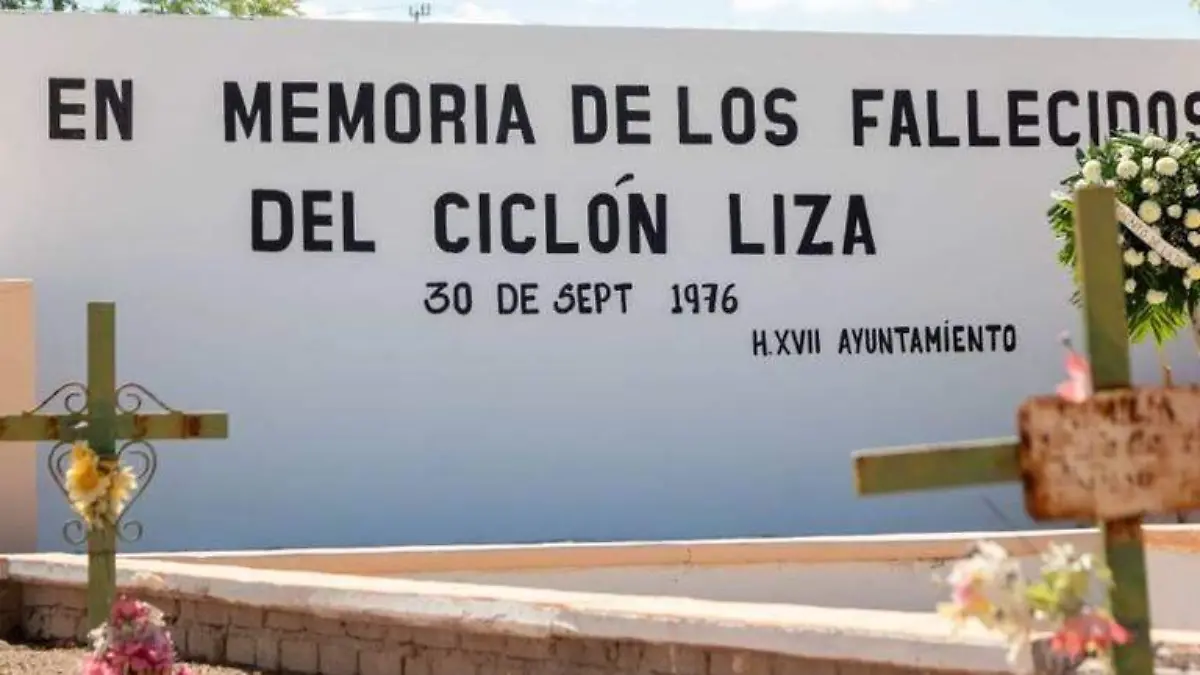 EN MEMORIA DE LOS FALLECIDOS
DEL CICLÓN LIZA
30 DE SEPT 1976
H.XVII AYUNTAMIENTO